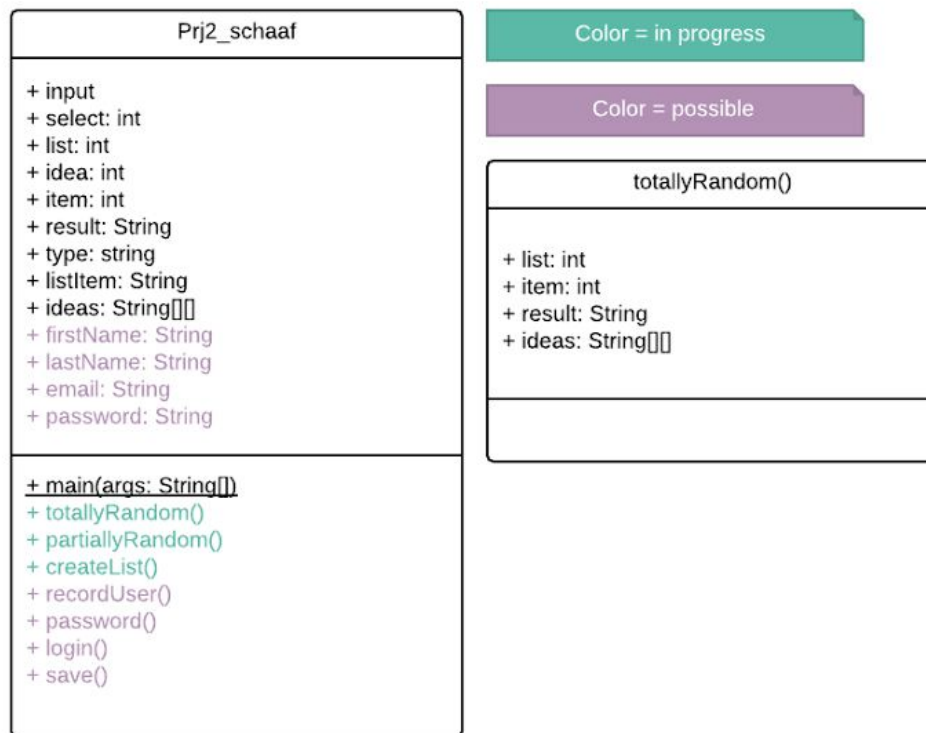 Prj2_schaaf
+ input
+ select: int
+ list: int
+ idea: int
+ item: int
+ result: String
+ type: string
+ listItem: String
+ ideas: String[][]
+ firstName: String
+ lastName: String
+ email: String
+ password: String
+ main(args: String[])
+ totallyRandom()
+ partiallyRandom()
+ createList()
+ recordUser()
+ password()
+ login()
+ save()
Color = in progress
Color = possible
totallyRandom()
+ list: int
+ item: int
+ result: String
+ ideas: String[][]